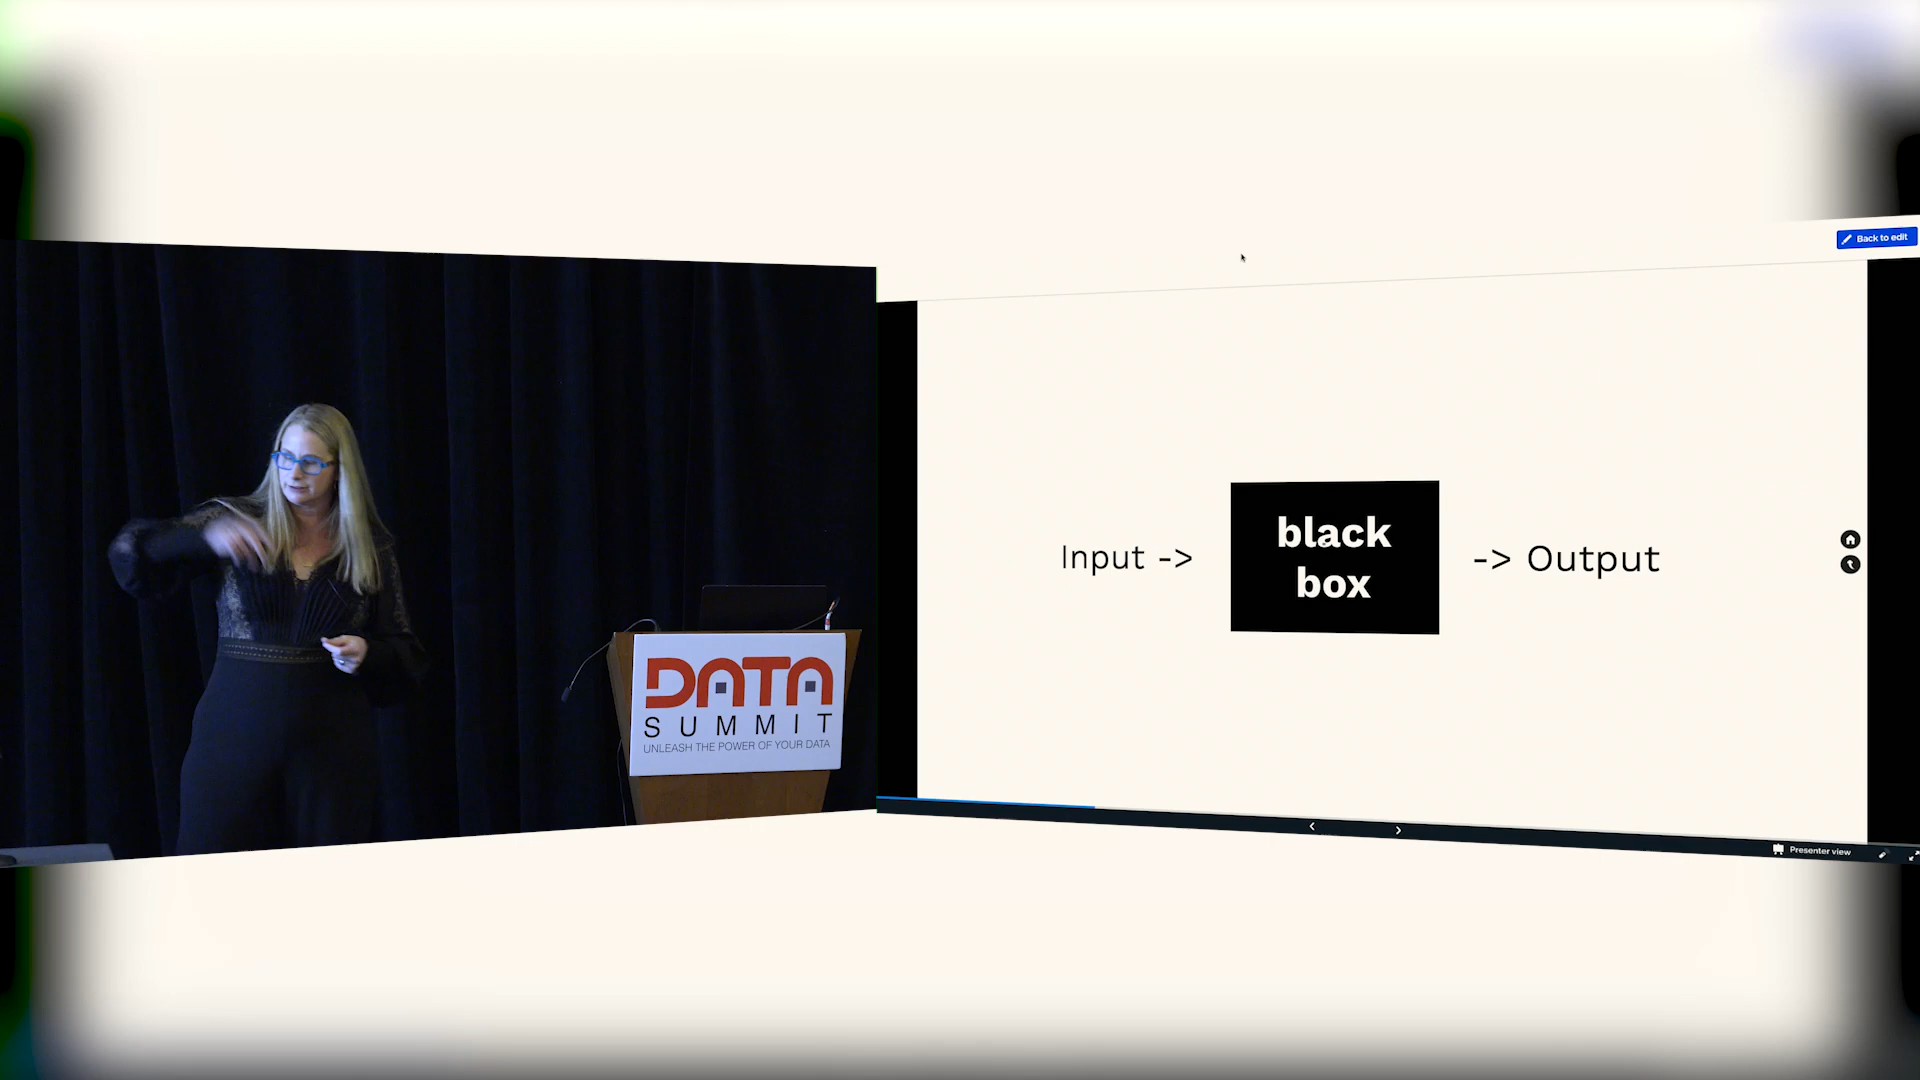 DATA
SUMMIT
UNLEASH THE POWER OF YOUR DATA
Back to edit
Input ->
black
box
-> Output
Presenter view